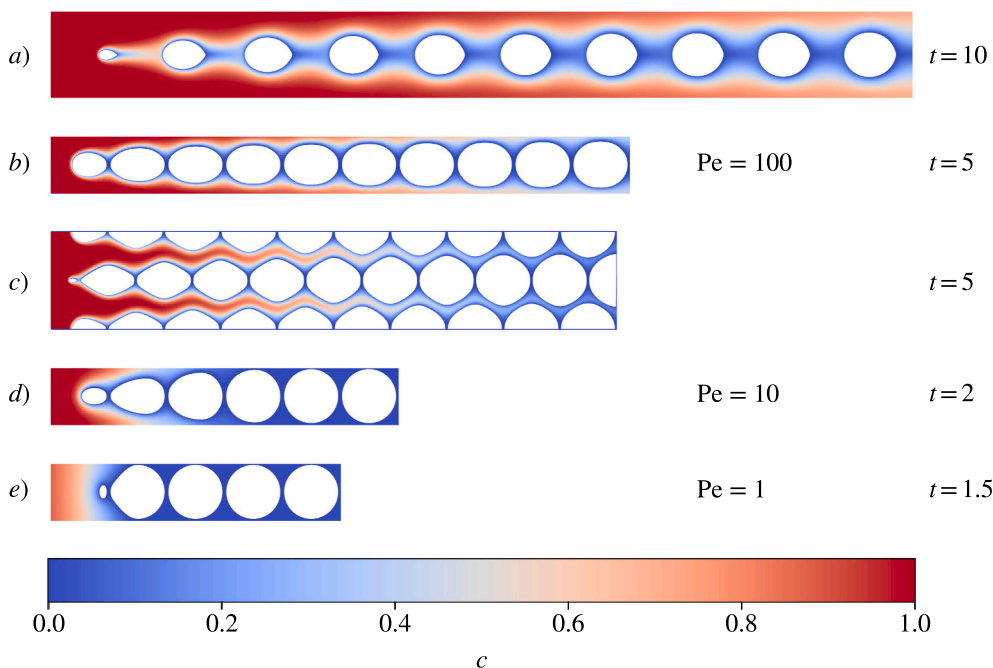 a) t = 10
b) Pe = 100 t = 5
c) t = 5
d) Pe = 10 t = 2
e) Pe = 1 t = 1.5
0.0 0.2 0.4 0.6 0.8 1.0
c